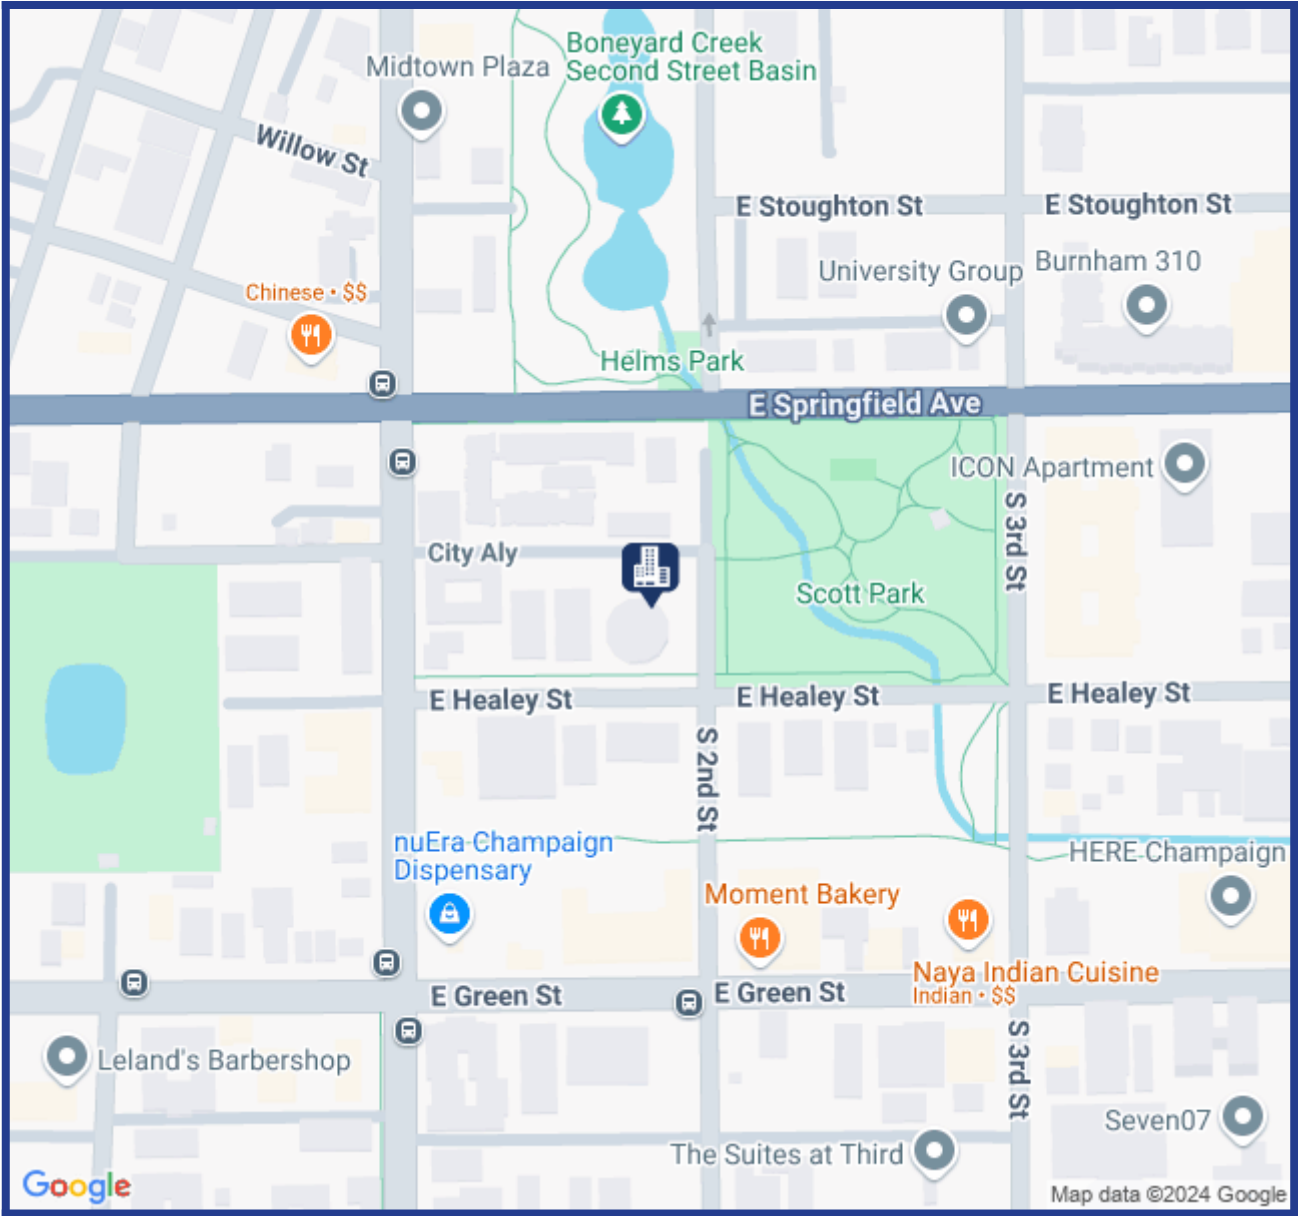 Boneyard Creek
Second Street Basin
Midtown Plaza
Willow St
E Stoughton St
E Stoughton St
University Group
Burnham 310
Chinese • $$
Helms Park
E Springfield Ave
ICON Apartment
S 3rd St
City Aly
Scott Park
E Healey St
E Healey St
E Healey St
S 2nd St
nuEra Champaign
Dispensary
HERE Champaign
Moment Bakery
Naya Indian Cuisine
Indian • $$
E Green St
E Green St
S 3rd St
Leland's Barbershop
Seven07
The Suites at Third
Google
Map data ©2024 Google